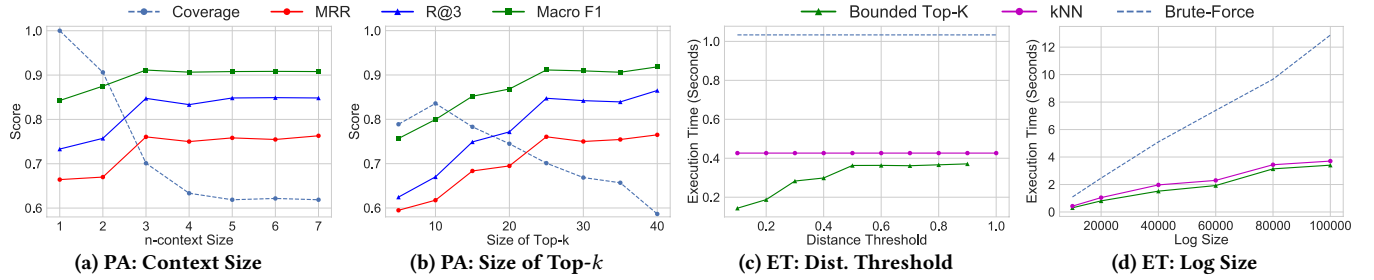 Coverage MRR R@3 Macro F1
Bounded Top-K kNN Brute-Force
Score
1.0
0.9
0.8
0.7
0.6
1 2 3 4 5 6 7
n-context Size
(a) PA: Context Size
Score
1.0
0.9
0.8
0.7
0.6
10 20 30 40
Size of Top-k
(b) PA: Size of Top-k
Execution Time (Seconds)
1.0
0.8
0.6
0.4
0.2
0.2 0.4 0.6 0.8 1.0
Distance Threshold
(c) ET: Dist. Threshold
Execution Time (Seconds)
12
10
8
6
4
2
0
20000 40000 60000 80000 100000
Log Size
(d) ET: Log Size